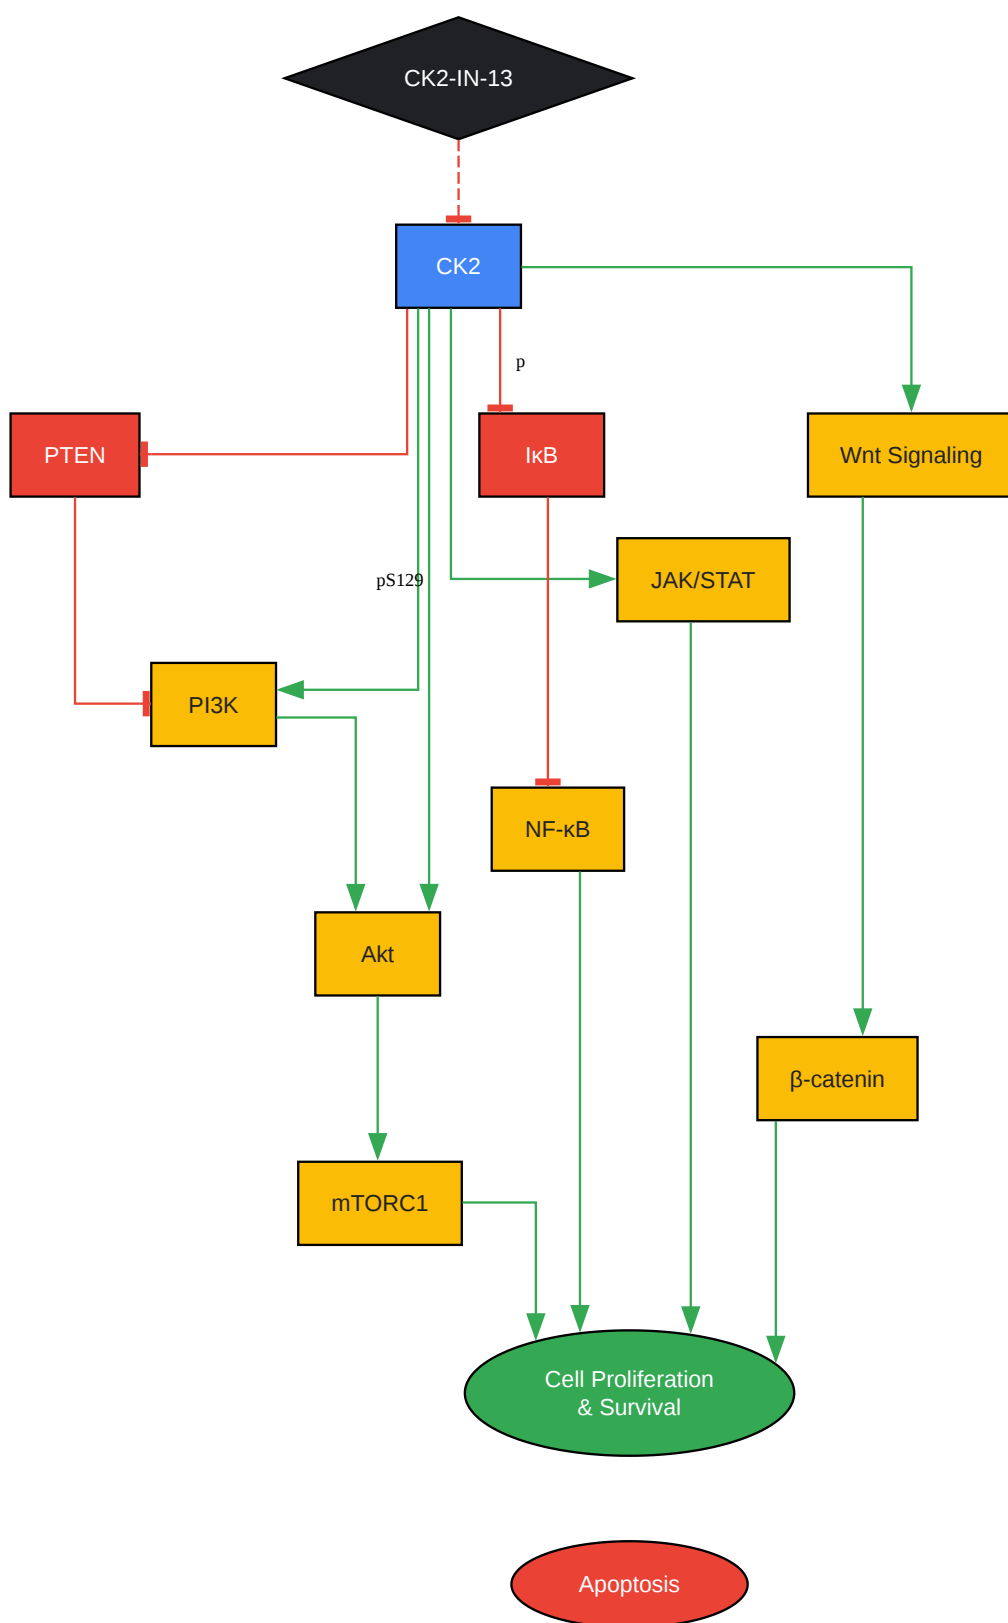 CK2-IN-13
CK2
p
PTEN
IκB
Wnt Signaling
pS129
JAK/STAT
PI3K
NF-κB
Akt
β-catenin
mTORC1
Cell Proliferation
& Survival
Apoptosis